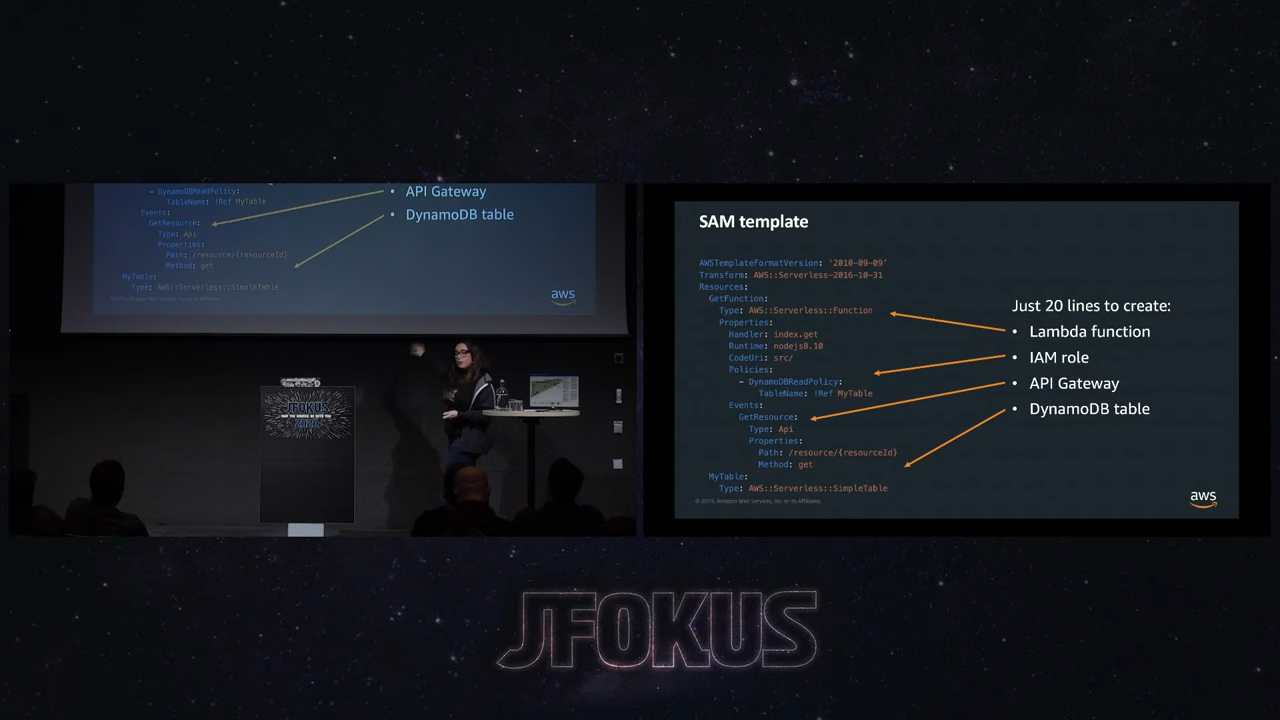 - DynamoDBReadPolicy:
TableName: !Ref MyTable
Events:
GetResource:
Type: Api
Properties:
Path: /resource/{resourceId}
Method: get
MyTable:
Type: AWS::Serverless::SimpleTable
• API Gateway
• DynamoDB table
aws
JFOKUS
SAM template
AWSTemplateFormatVersion: '2010-09-09'
Transform: AWS::Serverless-2016-10-31
Resources:
GetFunction:
Type: AWS::Serverless::Function
Properties:
Handler: index.get
Runtime: nodejs8.10
CodeUri: src/
Policies:
- DynamoDBReadPolicy:
TableName: !Ref MyTable
Events:
GetResource:
Type: Api
Properties:
Path: /resource/{resourceId}
Method: get
MyTable:
Type: AWS::Serverless::SimpleTable
© 2019, Amazon Web Services, Inc. or its Affiliates.
Just 20 lines to create:
• Lambda function
• IAM role
• API Gateway
• DynamoDB table
aws
JFOKUS